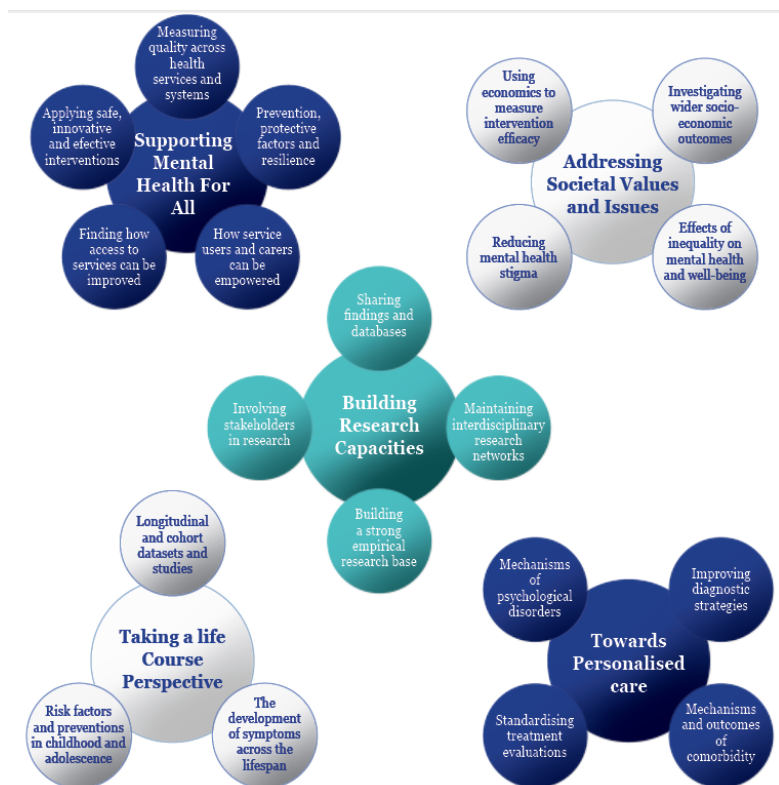 Measuring
quality across
health
services and
systems
Applying safe,
innovative
and efective
interventions
Prevention,
protective
factors and
resilience
Supporting
Mental
Health For
All
Finding how
access to
services can be
improved
How service
users and carers
can be
empowered
Using
economics to
measure
intervention
efficacy
Investigating
wider socio-
economic
outcomes
Addressing
Societal Values
and Issues
Reducing
mental health
stigma
Effects of
inequality on
mental health
and well-being
Sharing
findings and
databases
Involving
stakeholders
in research
Building
Research
Capacities
Maintaining
interdisciplinary
research
networks
Building
a strong
empirical
research base
Longitudinal
and cohort
datasets and
studies
Taking a life
Course
Perspective
Risk factors
and preventions
in childhood and
adolescence
The
development of
symptoms
across the
lifespan
Mechanisms
of
psychological
disorders
Improving
diagnostic
strategies
Towards
Personalised
care
Standardising
treatment
evaluations
Mechanisms
and outcomes
of
comorbidity